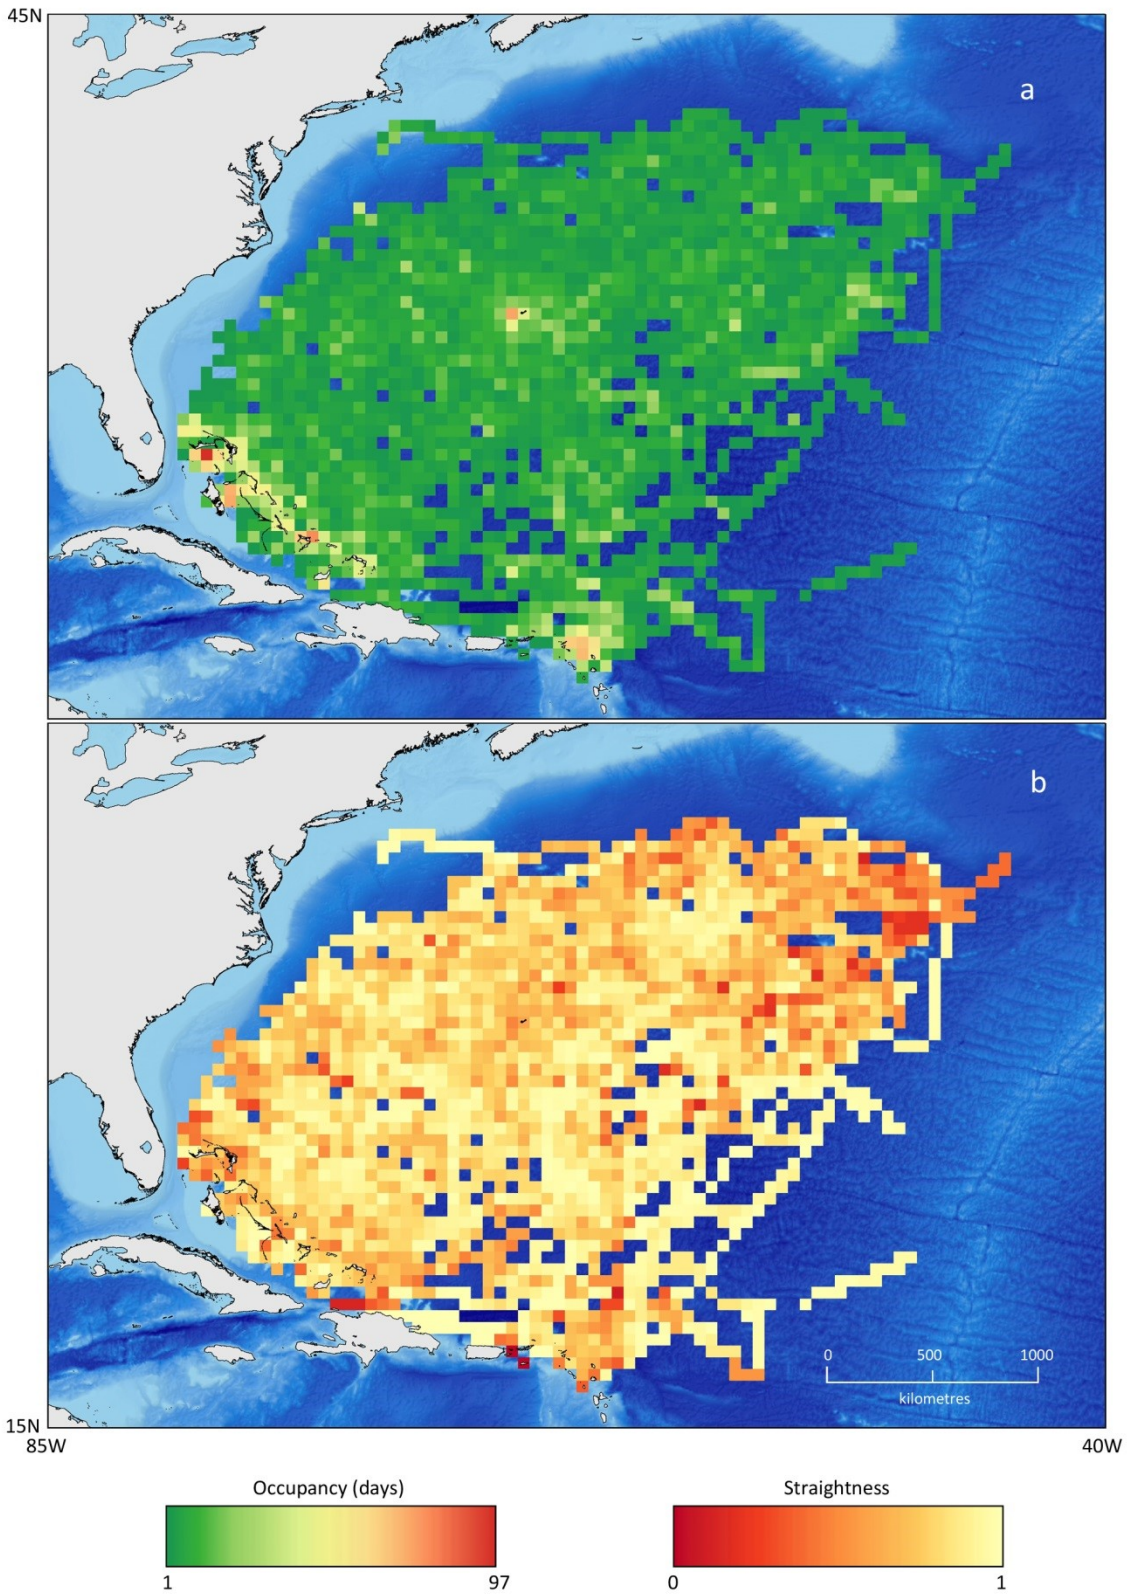 45N
a
b
0 500 1000
kilometres
15N
85W 40W
Occupancy (days) Straightness
1 97 0 1